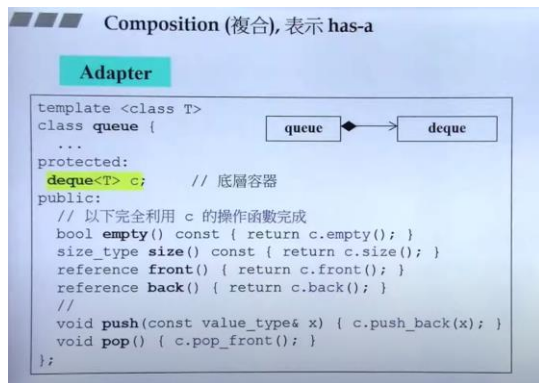 Composition (複合), 表示 has-a
Adapter
template <class T>
class queue {
queue
deque
...
protected:
deque<T> c; // 底層容器
public:
// 以下完全利用 c 的操作函數完成
bool empty() const { return c.empty(); }
size_type size() const { return c.size(); }
reference front() { return c.front(); }
reference back() { return c.back(); }
//
void push(const value_type& x) { c.push_back(x); }
void pop() { c.pop_front(); }
};